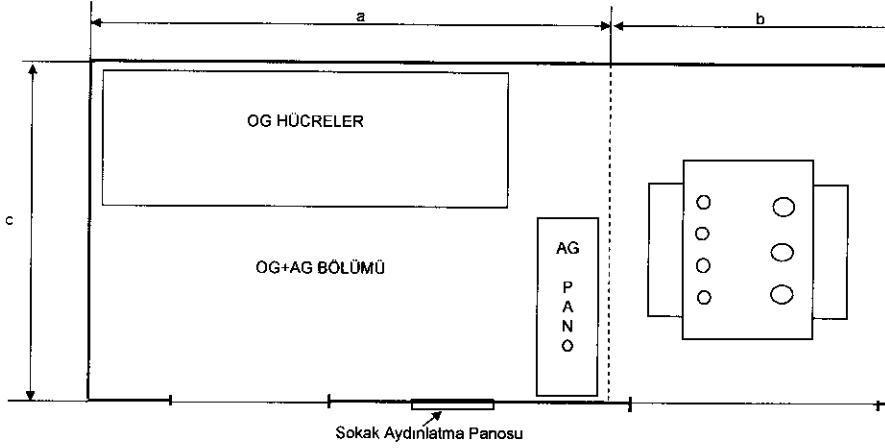 a
b
OG HÜCRELER
c
OG+AG BÖLÜMÜ
AG
P
A
N
O
Sokak Aydınlatma Panosu